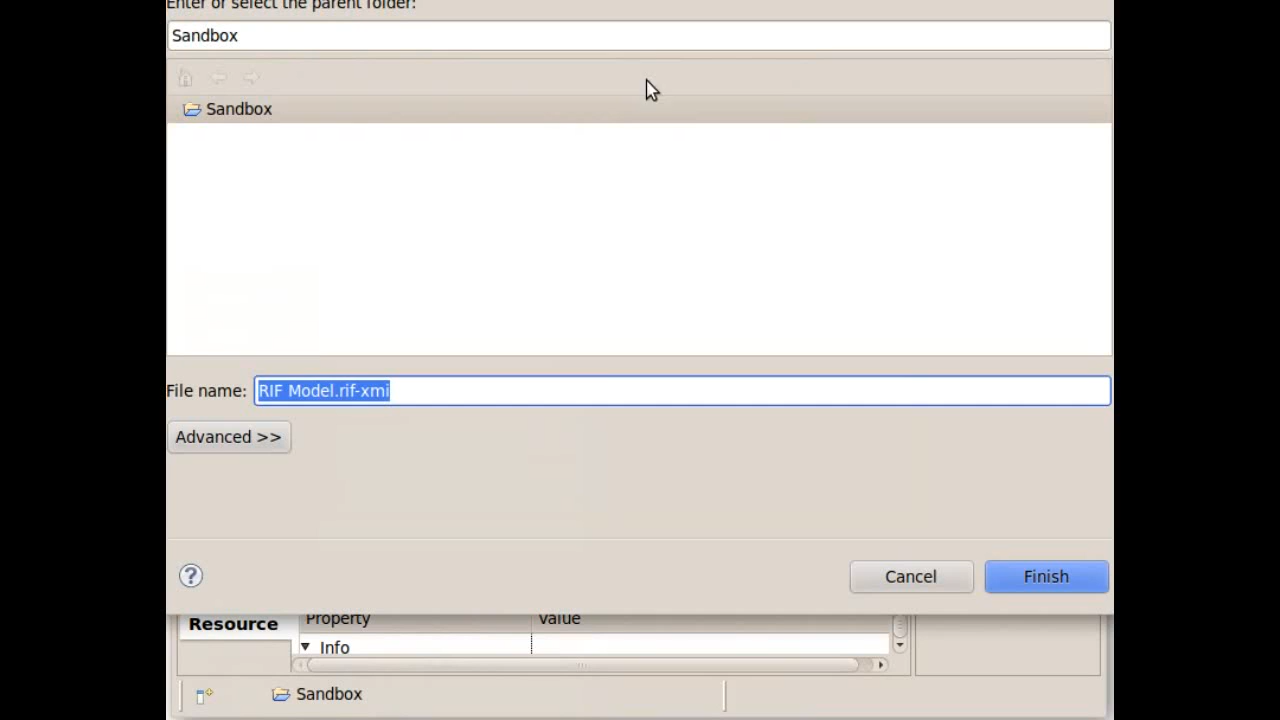 Enter or select the parent folder:
Sandbox
Sandbox
File name: RIF Model.rif-xmi
Advanced >>
Cancel Finish
Resource Property Value
Info
Sandbox